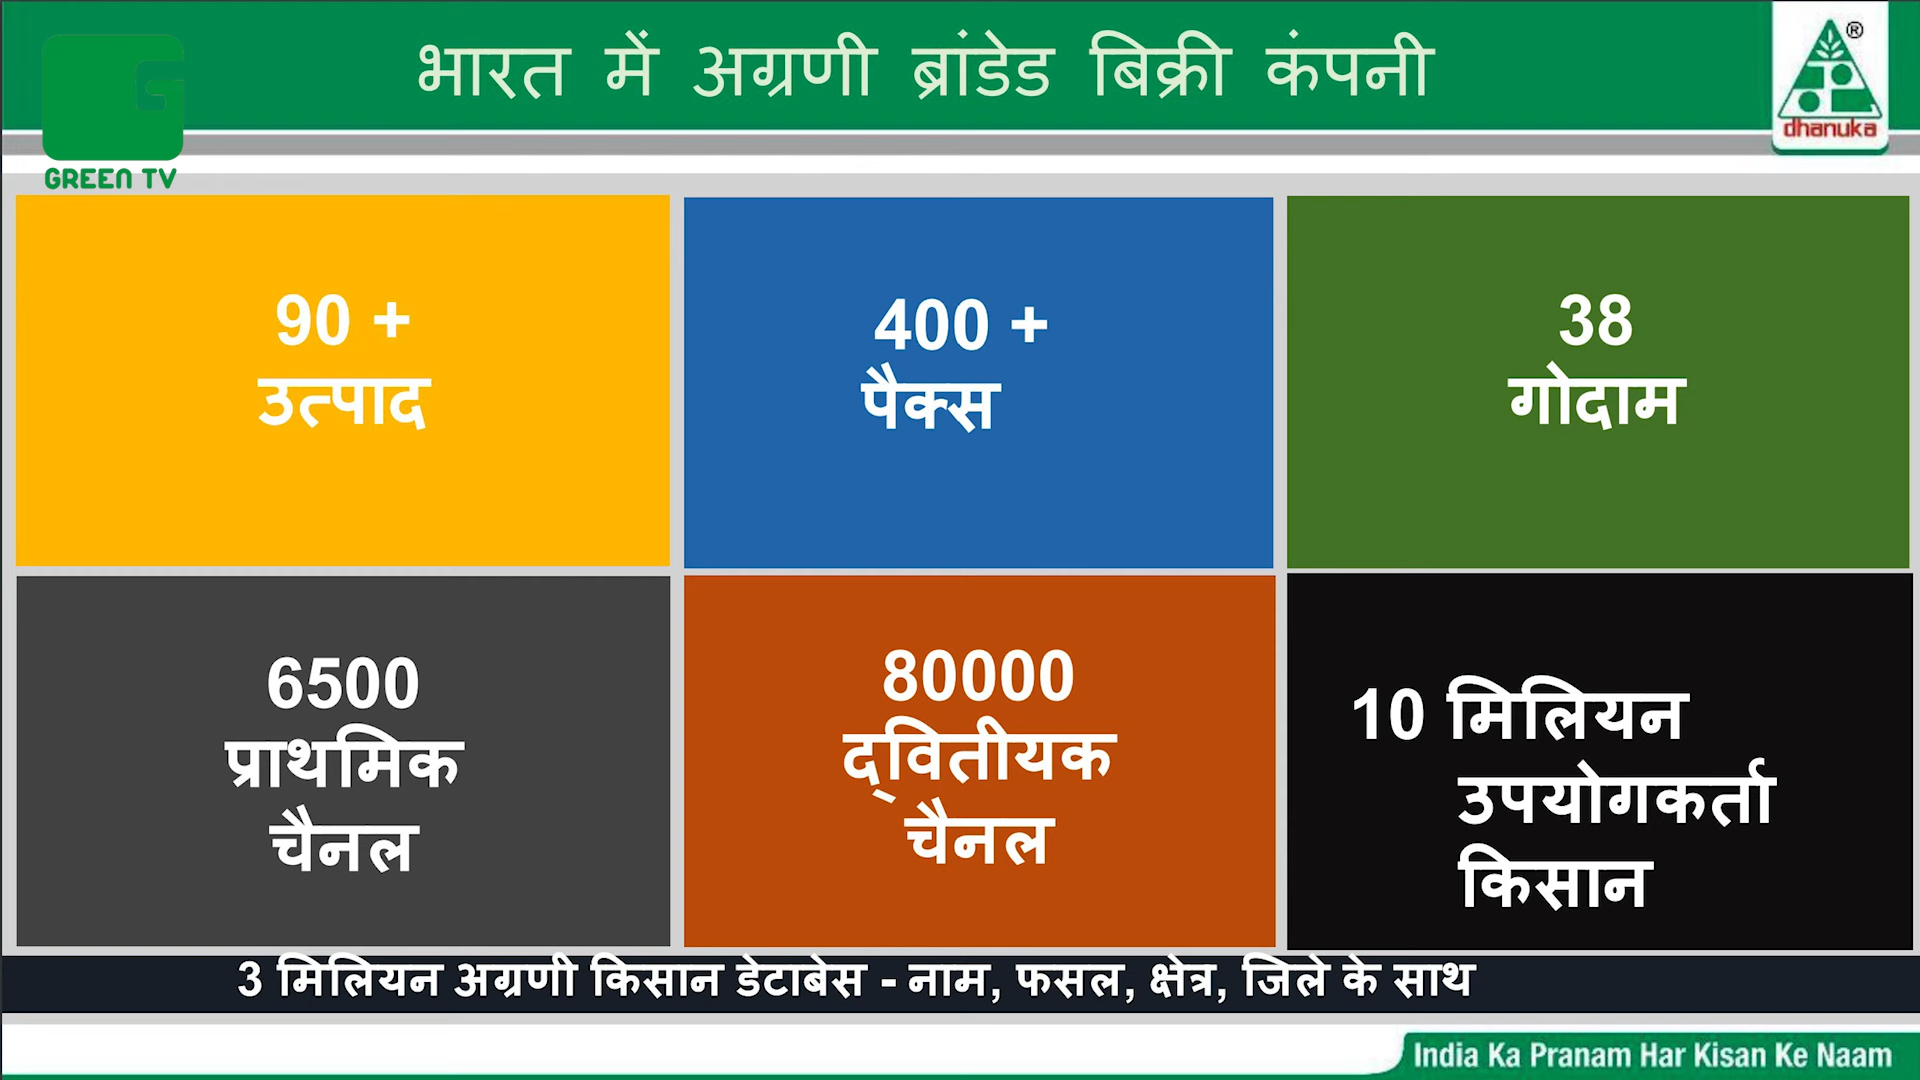 भारत में अग्रणी ब्रांडेड बिक्री कंपनी
®
dhanuka
GREEN TV
90 +
उत्पाद
400 +
पैक्स
38
गोदाम
6500
प्राथमिक
चैनल
80000
द्वितीयक
चैनल
10 मिलियन
उपयोगकर्ता
किसान
3 मिलियन अग्रणी किसान डेटाबेस - नाम, फसल, क्षेत्र, जिले के साथ
India Ka Pranam Har Kisan Ke Naam